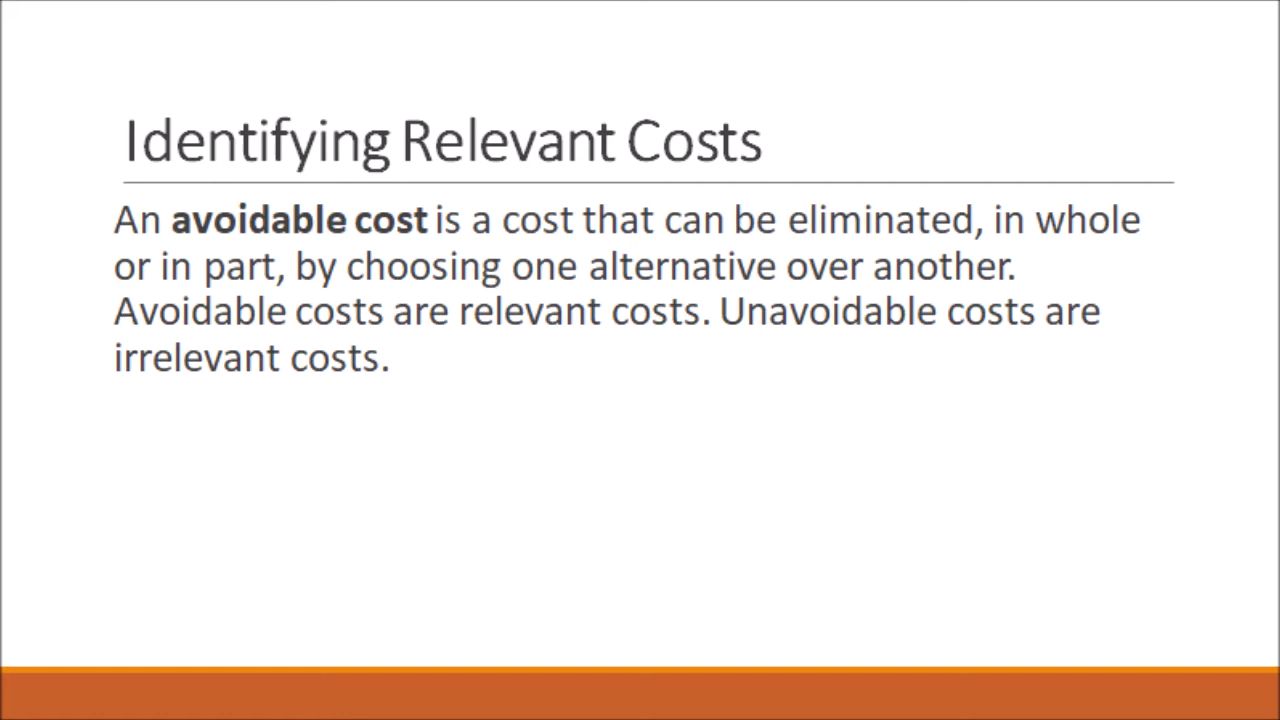 Identifying Relevant Costs
An avoidable cost is a cost that can be eliminated, in whole
or in part, by choosing one alternative over another.
Avoidable costs are relevant costs. Unavoidable costs are
irrelevant costs.